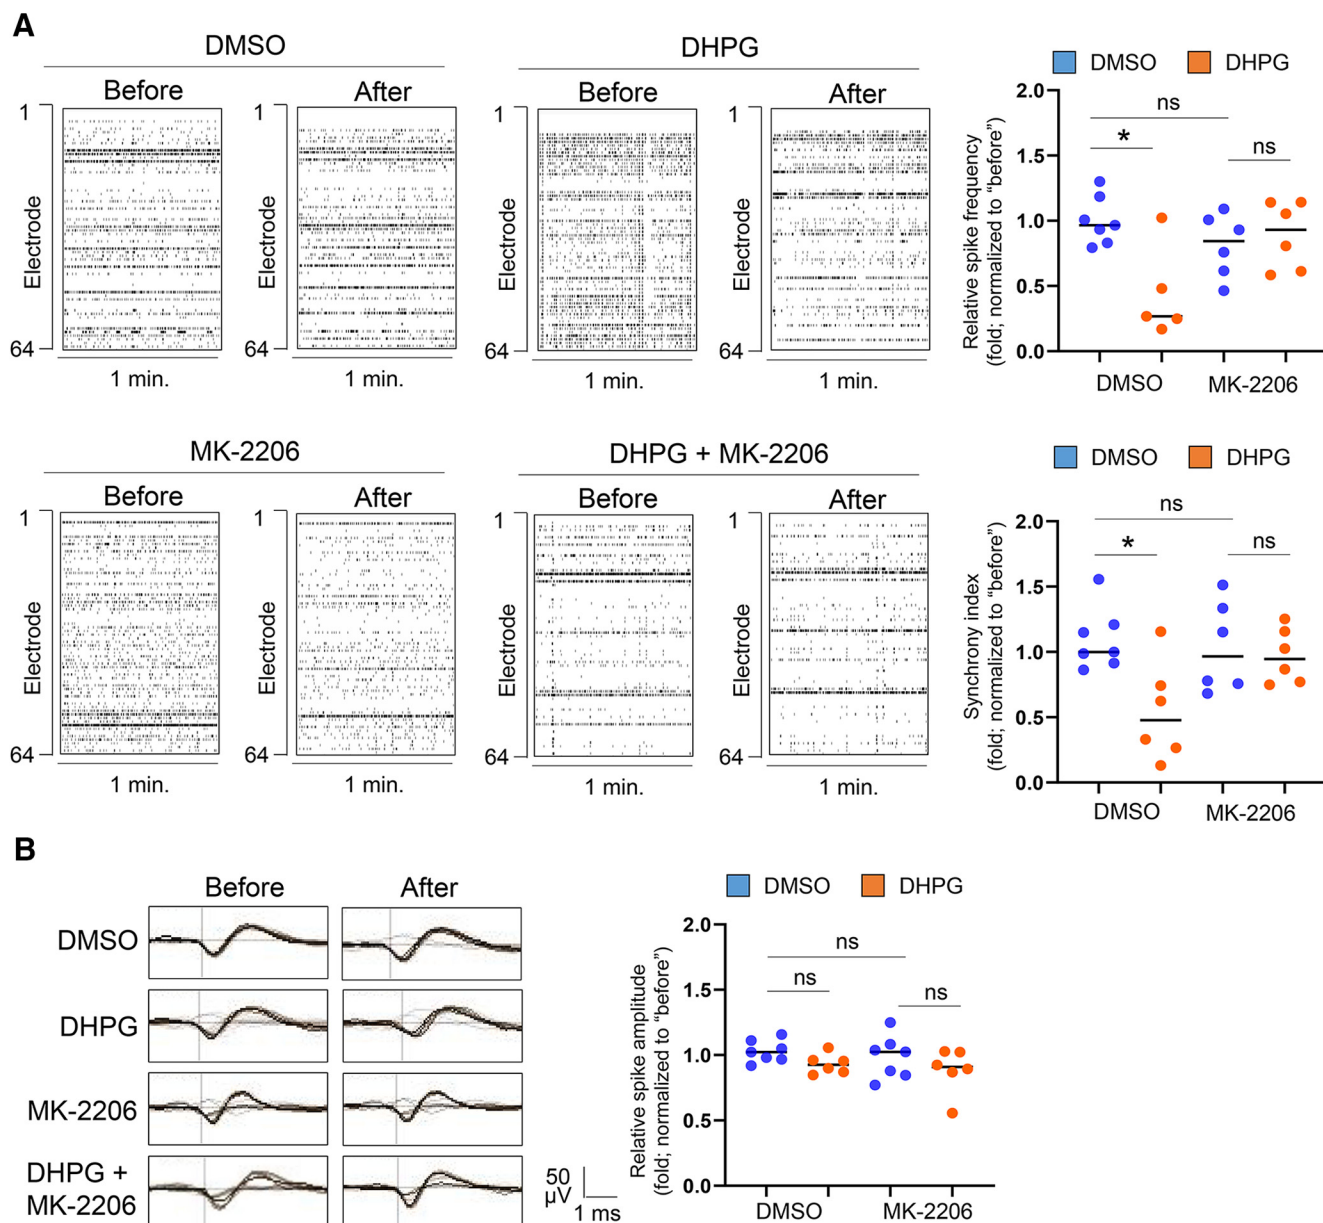 A
DMSO
Before
After
1
Electrode
64
1 min.
1
Electrode
64
1 min.
DHPG
Before
After
1
Electrode
64
1 min.
1
Electrode
64
1 min.
DMSO DHPG
Relative spike frequency
(fold; normalized to “before”)
2.0
1.5
1.0
0.5
0.0
ns
*
ns
DMSO MK-2206
MK-2206
Before
After
1
Electrode
64
1 min.
1
Electrode
64
1 min.
DHPG + MK-2206
Before
After
1
Electrode
64
1 min.
1
Electrode
64
1 min.
DMSO DHPG
Synchrony index
(fold; normalized to “before”)
2.0
1.5
1.0
0.5
0.0
ns
*
ns
DMSO MK-2206
B
Before After
DMSO
DHPG
MK-2206
DHPG +
MK-2206
50
μV
1 ms
DMSO DHPG
Relative spike amplitude
(fold; normalized to “before”)
2.0
1.5
1.0
0.5
0.0
ns
ns
ns
DMSO MK-2206